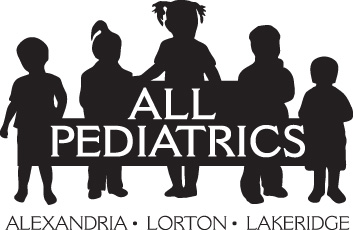 ALL
PEDIATRICS
ALEXANDRIA • LORTON • LAKERIDGE